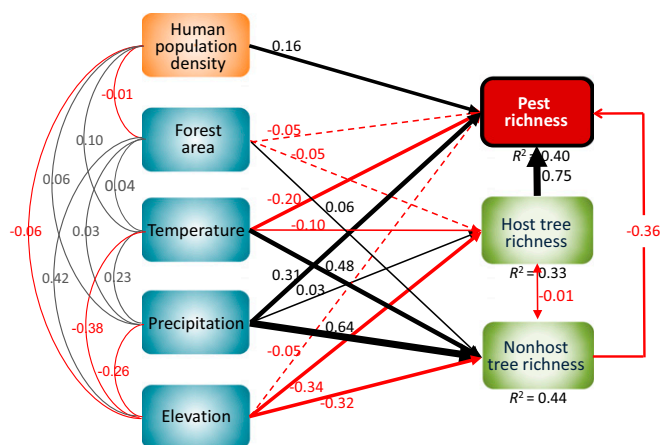 Human
population
density
0.16
-0.01
Pest
richness
Forest
area
-0.05
-0.05
0.10
R² = 0.40
0.75
0.06
0.04
-0.20
0.06
-0.10
Temperature
Host tree
richness
-0.06
0.03
-0.36
0.42
0.23
0.31
0.48
0.03
R² = 0.33
-0.01
-0.38
Precipitation
0.64
Nonhost
tree richness
-0.05
-0.26
-0.34
-0.32
R² = 0.44
Elevation